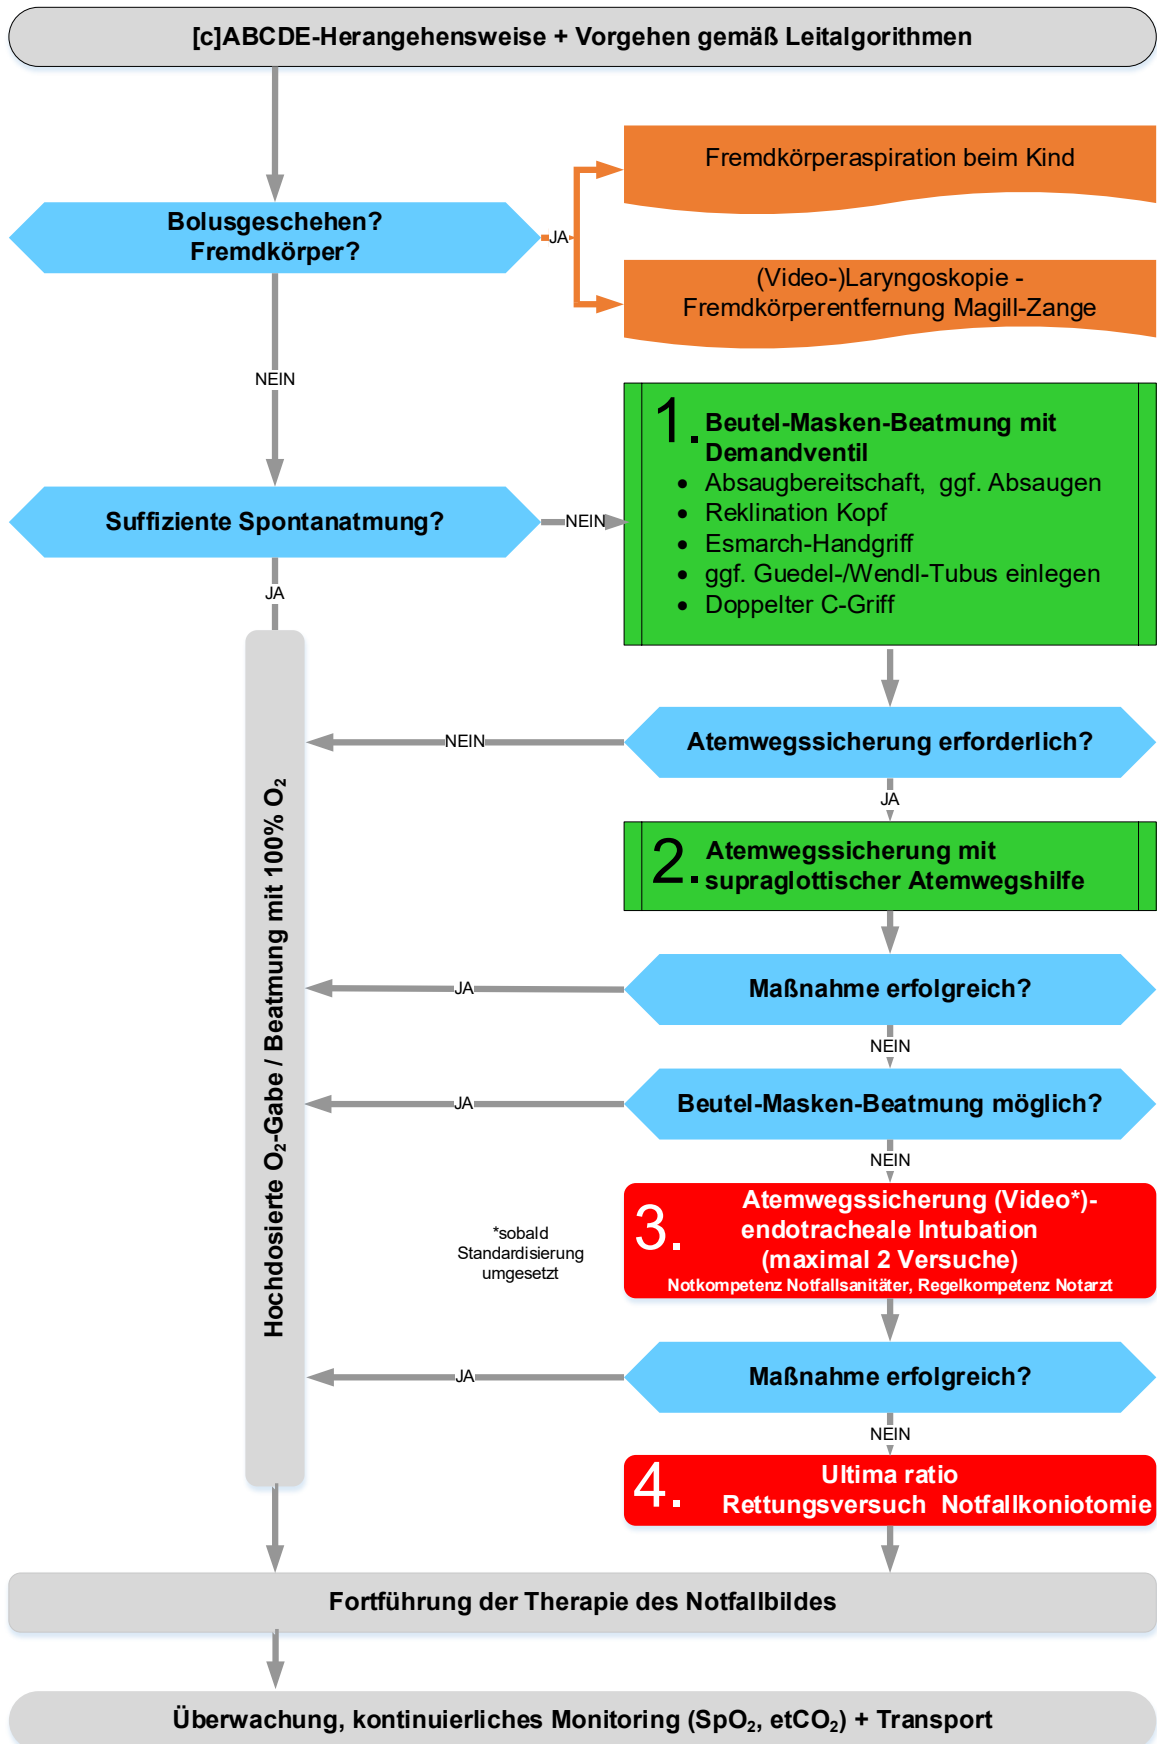 [c]ABCDE-Herangehensweise + Vorgehen gemäß Leitalgorithmen
Fremdkörperaspiration beim Kind
Bolusgeschehen?
Fremdkörper?
JA
(Video-)Laryngoskopie -
Fremdkörperentfernung Magill-Zange
NEIN
1. Beutel-Masken-Beatmung mit
Demandventil
• Absaugbereitschaft, ggf. Absaugen
• Reklination Kopf
• Esmarch-Handgriff
• ggf. Guedel-/Wendl-Tubus einlegen
• Doppelter C-Griff
Suffiziente Spontanatmung?
NEIN
JA
Atemwegssicherung erforderlich?
NEIN
JA
2. Atemwegssicherung mit
supraglottischer Atemwegshilfe
Hochdosierte O₂-Gabe / Beatmung mit 100% O₂
Maßnahme erfolgreich?
JA
NEIN
Beutel-Masken-Beatmung möglich?
JA
NEIN
3. Atemwegssicherung (Video*)-
endotracheale Intubation
(maximal 2 Versuche)
Notkompetenz Notfallsanitäter, Regelkompetenz Notarzt
*sobald
Standardisierung
umgesetzt
Maßnahme erfolgreich?
JA
NEIN
4. Ultima ratio
Rettungsversuch Notfallkoniotomie
Fortführung der Therapie des Notfallbildes
Überwachung, kontinuierliches Monitoring (SpO₂, etCO₂) + Transport